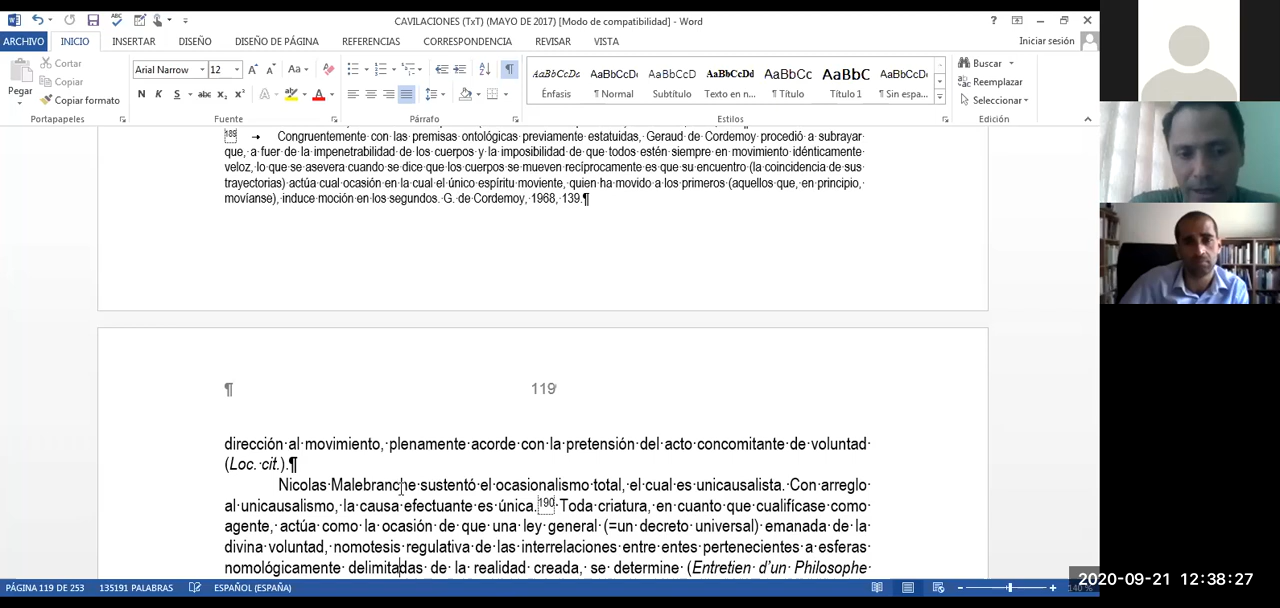 CAVILACIONES (TxT) (MAYO DE 2017) [Modo de compatibilidad] - Word
ARCHIVO INICIO INSERTAR DISEÑO DISEÑO DE PÁGINA REFERENCIAS CORRESPONDENCIA REVISAR VISTA Iniciar sesión
Pegar
Cortar
Copiar
Copiar formato
Portapapeles
Arial Narrow 12
Fuente
Párrafo
AaBbCcDc AaBbCcDc AaBbCcDc AaBbCcDd AaBbCc AaBbC AaBbCcDc
Énfasis ¶ Normal Subtítulo Texto en n... ¶ Título Título 1 ¶ Sin espa...
Estilos
Buscar
Reemplazar
Seleccionar
Edición
189 → Congruentemente con las premisas ontológicas previamente estatuidas, Geraud de Cordemoy procedió a subrayar
que, a fuer de la impenetrabilidad de los cuerpos y la imposibilidad de que todos estén siempre en movimiento idénticamente
veloz, lo que se asevera cuando se dice que los cuerpos se mueven recíprocamente es que su encuentro (la coincidencia de sus
trayectorias) actúa cual ocasión en la cual el único espíritu moviente, quien ha movido a los primeros (aquellos que, en principio,
movíanse), induce moción en los segundos. G. de Cordemoy, 1968, 139.¶
¶ 119
dirección al movimiento, plenamente acorde con la pretensión del acto concomitante de voluntad
(Loc. cit.).¶
Nicolas Malebranche sustentó el ocasionalismo total, el cual es unicausalista. Con arreglo
al unicausalismo, la causa efectuante es única.190 Toda criatura, en cuanto que cualificase como
agente, actúa como la ocasión de que una ley general (=un decreto universal) emanada de la
divina voluntad, nomotesis regulativa de las interrelaciones entre entes pertenecientes a esferas
nomológicamente delimitadas de la realidad creada, se determine (Entretien d'un Philosophe
PÁGINA 119 DE 253 135191 PALABRAS ESPAÑOL (ESPAÑA) 140 %
2020-09-21 12:38:27